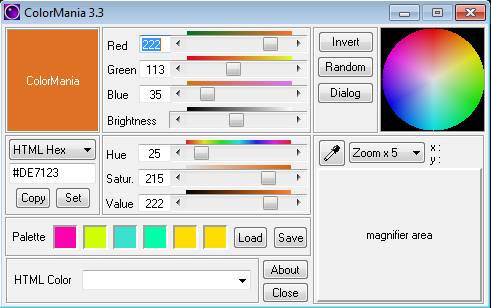 ColorMania 3.3
ColorMania
Red 222
Green 113
Blue 35
Brightness
Invert
Random
Dialog
HTML Hex
#DE7123
Copy Set
Hue 25
Satur. 215
Value 222
Zoom x 5
x :
y :
magnifier area
Palette
Load Save
HTML Color
About
Close